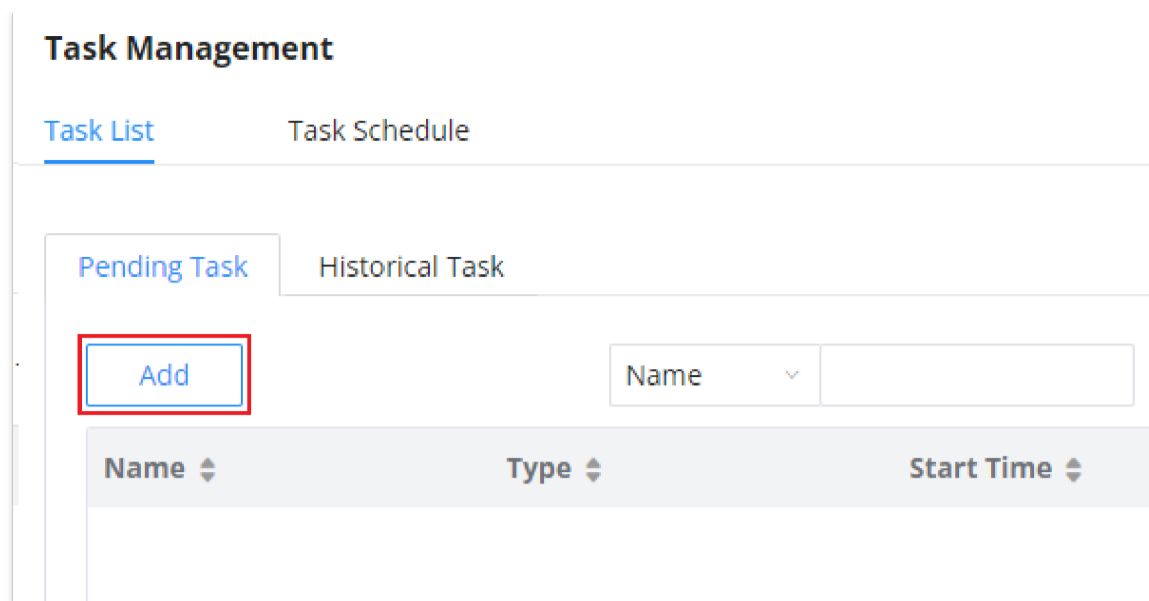 Task Management
Task List Task Schedule
Pending Task Historical Task
Add Name
Name Type Start Time